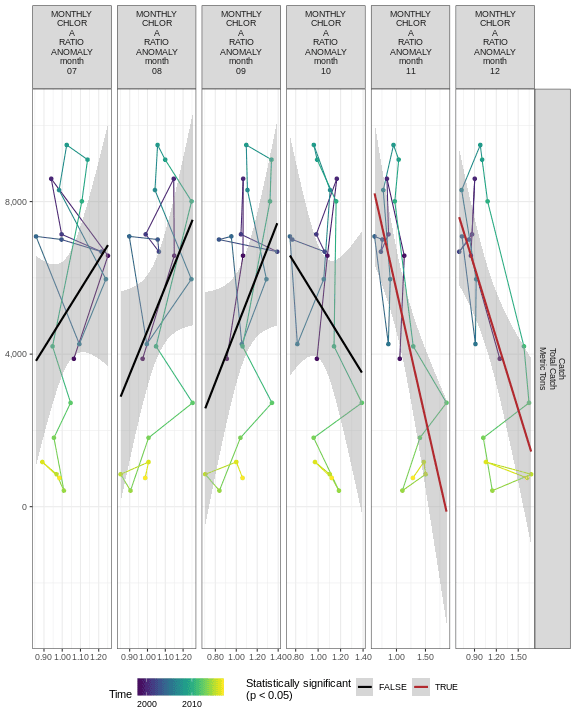 MONTHLY
CHLOR
A
RATIO
ANOMALY
month
07
MONTHLY
CHLOR
A
RATIO
ANOMALY
month
08
MONTHLY
CHLOR
A
RATIO
ANOMALY
month
09
MONTHLY
CHLOR
A
RATIO
ANOMALY
month
10
MONTHLY
CHLOR
A
RATIO
ANOMALY
month
11
MONTHLY
CHLOR
A
RATIO
ANOMALY
month
12
8,000
4,000
0
Catch
Total Catch
Metric Tons
0.90 1.00 1.10 1.20
0.90 1.00 1.10 1.20
0.80 1.00 1.20 1.40
0.80 1.00 1.20 1.40
1.00 1.50
0.90 1.20 1.50
Time
2000 2010
Statistically significant
(p < 0.05)
FALSE
TRUE